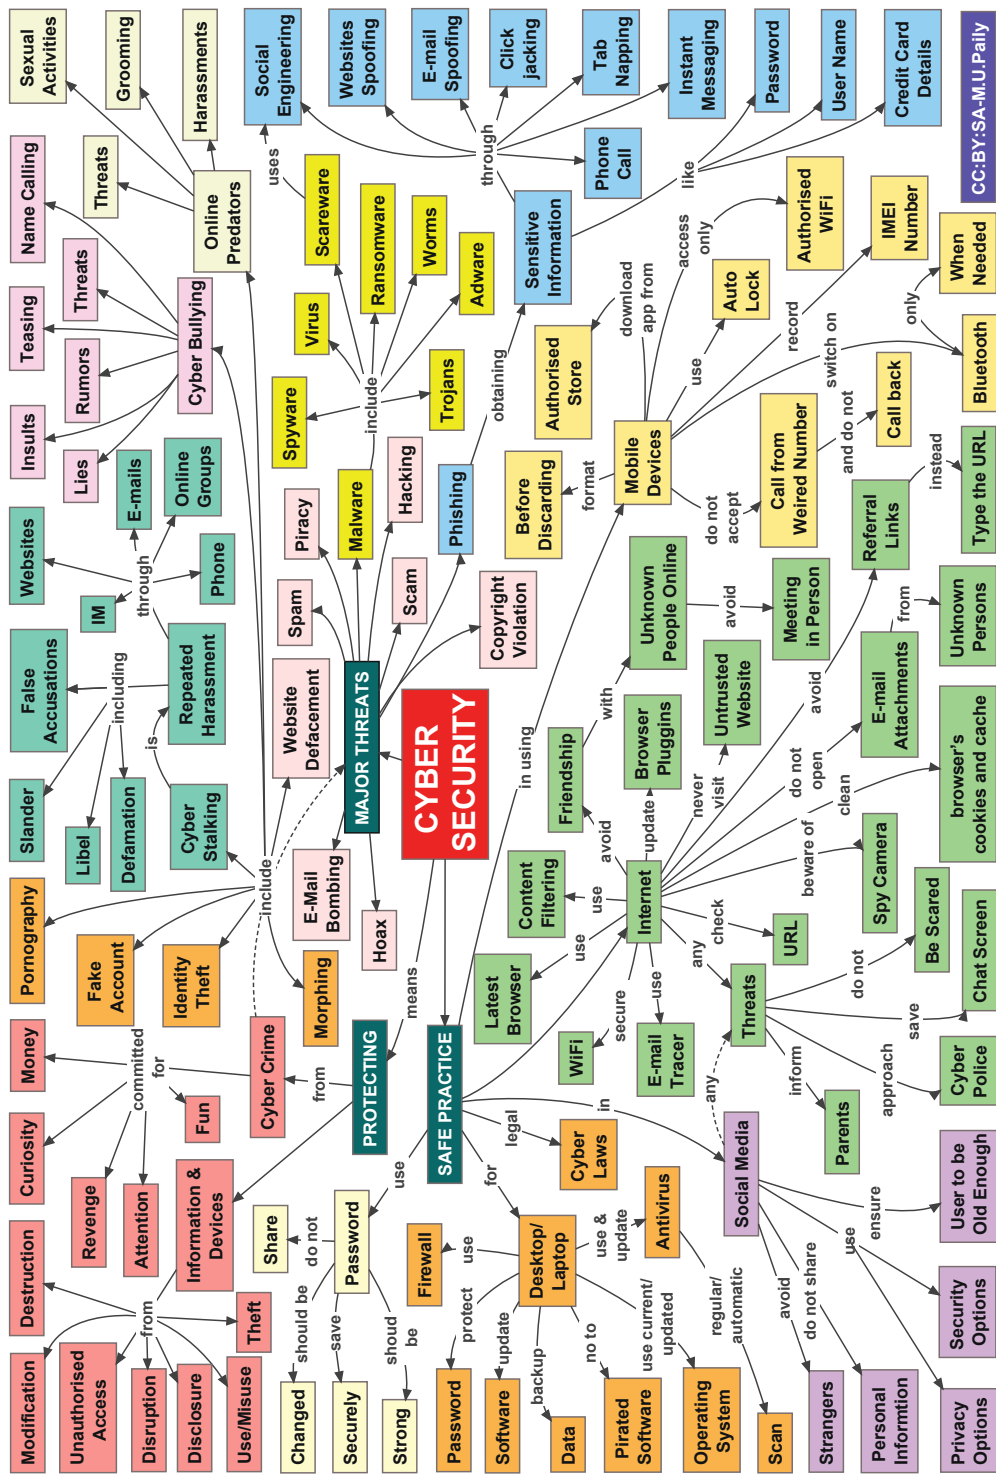 Modification
Destruction
Unauthorised
Access
Disruption
Disclosure
Use/Misuse
Theft
from
Information &
Devices
Curiosity
Money
Revenge
Attention
Fun
committed
for
Cyber Crime
from
PROTECTING
means
Pornography
Fake
Account
Identity
Theft
Morphing
include
Slander
False
Accusations
Libel
Defamation
including
Cyber
Stalking
is
Repeated
Harassment
through
Websites
IM
E-mails
Online
Groups
Phone
Insults
Teasing
Name Calling
Lies
Rumors
Threats
Cyber Bullying
Sexual
Activities
Grooming
Threats
Harassments
Online
Predators
CYBER
SECURITY
MAJOR THREATS
E-Mail
Bombing
Hoax
Website
Defacement
Spam
Piracy
Scam
Hacking
Copyright
Violation
Malware
include
Spyware
Virus
Scareware
Ransomware
Worms
Adware
Trojans
uses
Phishing
obtaining
Sensitive
Information
through
Social
Engineering
Websites
Spoofing
E-mail
Spoofing
Click
jacking
Tab
Napping
Instant
Messaging
Phone
Call
like
Password
User Name
Credit Card
Details
SAFE PRACTICE
use
Password
do not
Share
should be
Changed
save
Securely
shoud
be
Strong
for
Desktop/
Laptop
use
Firewall
protect
Password
update
Software
backup
Data
no to
Pirated
Software
use current/
updated
Operating
System
use &
update
Antivirus
regular/
automatic
Scan
legal
Cyber
Laws
in
Social Media
avoid
Strangers
do not share
Personal
Informtion
use
Privacy
Options
Security
Options
ensure
User to be
Old Enough
any
Threats
inform
Parents
approach
Cyber
Police
save
Chat Screen
do not
Be Scared
any
Internet
secure
WiFi
use
E-mail
Tracer
use
Latest
Browser
use
Content
Filtering
avoid
Friendship
with
Unknown
People Online
avoid
Meeting
in Person
update
Browser
Pluggins
never
visit
Untrusted
Website
check
URL
beware of
Spy Camera
clean
browser's
cookies and cache
do not
open
E-mail
Attachments
from
Unknown
Persons
avoid
Referral
Links
instead
Type the URL
in using
Mobile
Devices
format
Before
Discarding
download
app from
Authorised
Store
access
only
Authorised
WiFi
use
Auto
Lock
record
IMEI
Number
switch on
Bluetooth
only
When
Needed
do not
accept
Call from
Weired Number
and do not
Call back
CC:BY:SA-M.U.Paily